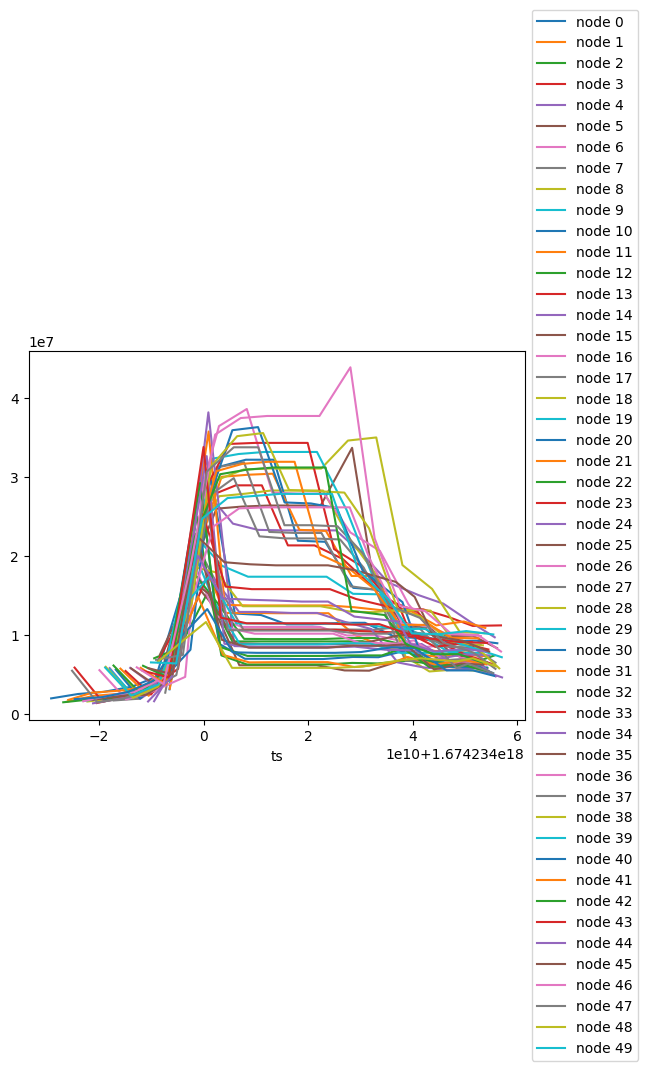 1e7
4
3
2
1
0
−2
0
2
4
6
1e10+1.674234e18
ts
node 0
node 1
node 2
node 3
node 4
node 5
node 6
node 7
node 8
node 9
node 10
node 11
node 12
node 13
node 14
node 15
node 16
node 17
node 18
node 19
node 20
node 21
node 22
node 23
node 24
node 25
node 26
node 27
node 28
node 29
node 30
node 31
node 32
node 33
node 34
node 35
node 36
node 37
node 38
node 39
node 40
node 41
node 42
node 43
node 44
node 45
node 46
node 47
node 48
node 49